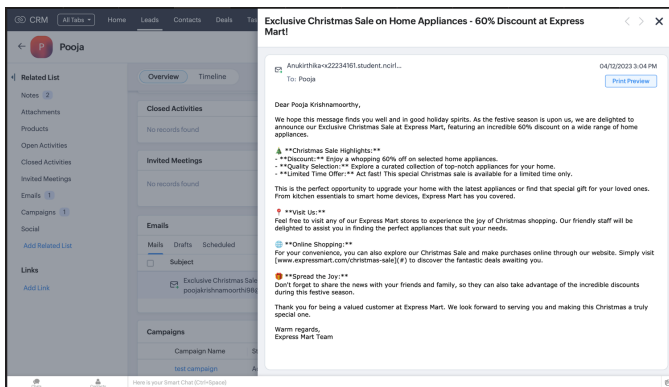 CRM All Tabs Home Leads Contacts Deals
Pooja
P
Related List
Notes 2
Attachments
Products
Open Activities
Closed Activities
Invited Meetings
Emails 1
Campaigns 1
Social
Add Related List
Links
Add Link
Overview Timeline
Closed Activities
No records found
Invited Meetings
No records found
Emails
Mails Drafts Scheduled
Subject
Exclusive Christmas Sale
poojakrishnamoorthi98@
Campaigns
Campaign Name
test campaign
Exclusive Christmas Sale on Home Appliances - 60% Discount at Express
Mart!
Anukirthika<x22234161.student.ncirl...
04/12/2023 3:04 PM
To: Pooja
Print Preview
Dear Pooja Krishnamoorthy,
We hope this message finds you well and in good holiday spirits. As the festive season is upon us, we are delighted to
announce our Exclusive Christmas Sale at Express Mart, featuring an incredible 60% discount on a wide range of home
appliances.
🎄 **Christmas Sale Highlights:**
- **Discount:** Enjoy a whopping 60% off on selected home appliances.
- **Quality Selection:** Explore a curated collection of top-notch appliances for your home.
- **Limited Time Offer:** Act fast! This special Christmas sale is available for a limited time only.
This is the perfect opportunity to upgrade your home with the latest appliances or find that special gift for your loved ones.
From kitchen essentials to smart home devices, Express Mart has you covered.
📍 **Visit Us:**
Feel free to visit any of our Express Mart stores to experience the joy of Christmas shopping. Our friendly staff will be
delighted to assist you in finding the perfect appliances that suit your needs.
🌐 **Online Shopping:**
For your convenience, you can also explore our Christmas Sale and make purchases online through our website. Simply visit
[www.expressmart.com/christmas-sale](#) to discover the fantastic deals awaiting you.
🎁 **Spread the Joy:**
Don't forget to share the news with your friends and family, so they can also take advantage of the incredible discounts
during this festive season.
Thank you for being a valued customer at Express Mart. We look forward to serving you and making this Christmas a truly
special one.
Warm regards,
Express Mart Team
Here is your Smart Chat (Ctrl+Space)